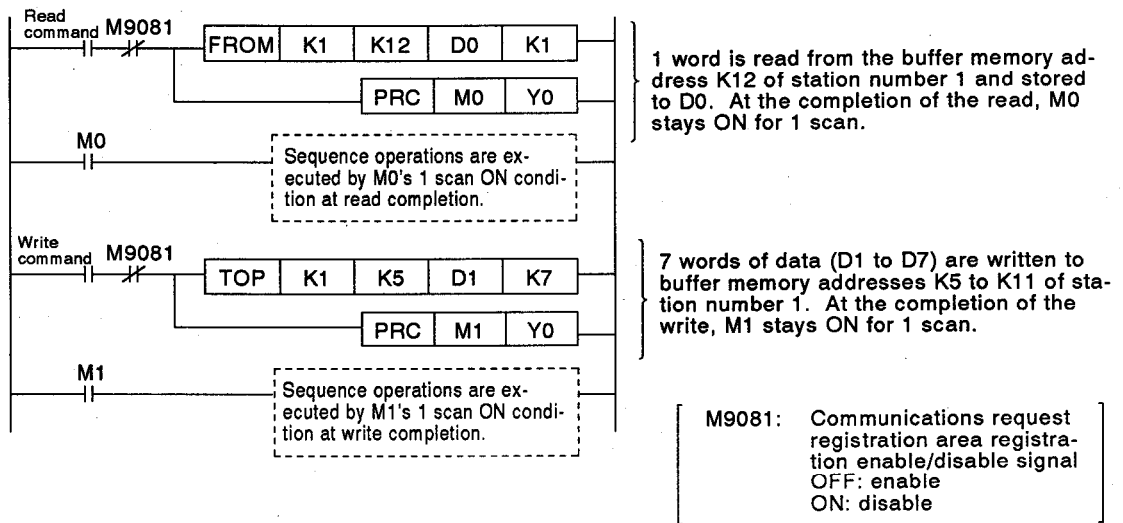 Read
command M9081
FROM K1 K12 D0 K1
PRC M0 Y0
1 word is read from the buffer memory ad-
dress K12 of station number 1 and stored
to D0. At the completion of the read, M0
stays ON for 1 scan.
M0
Sequence operations are ex-
ecuted by M0's 1 scan ON condi-
tion at read completion.
Write
command M9081
TOP K1 K5 D1 K7
PRC M1 Y0
7 words of data (D1 to D7) are written to
buffer memory addresses K5 to K11 of sta-
tion number 1. At the completion of the
write, M1 stays ON for 1 scan.
M1
Sequence operations are ex-
ecuted by M1's 1 scan ON condi-
tion at write completion.
M9081: Communications request
registration area registra-
tion enable/disable signal
OFF: enable
ON: disable